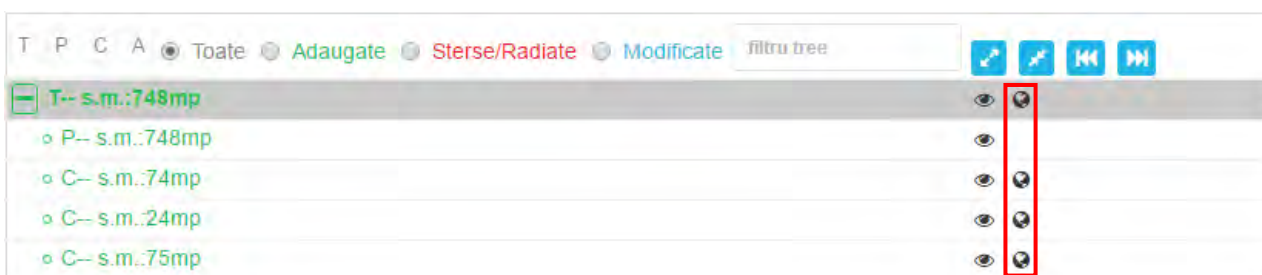 T P C A Toate Adaugate Sterse/Radiate Modificate filtru tree
T-- s.m.:748mp
P-- s.m.:748mp
C-- s.m.:74mp
C-- s.m.:24mp
C-- s.m.:75mp